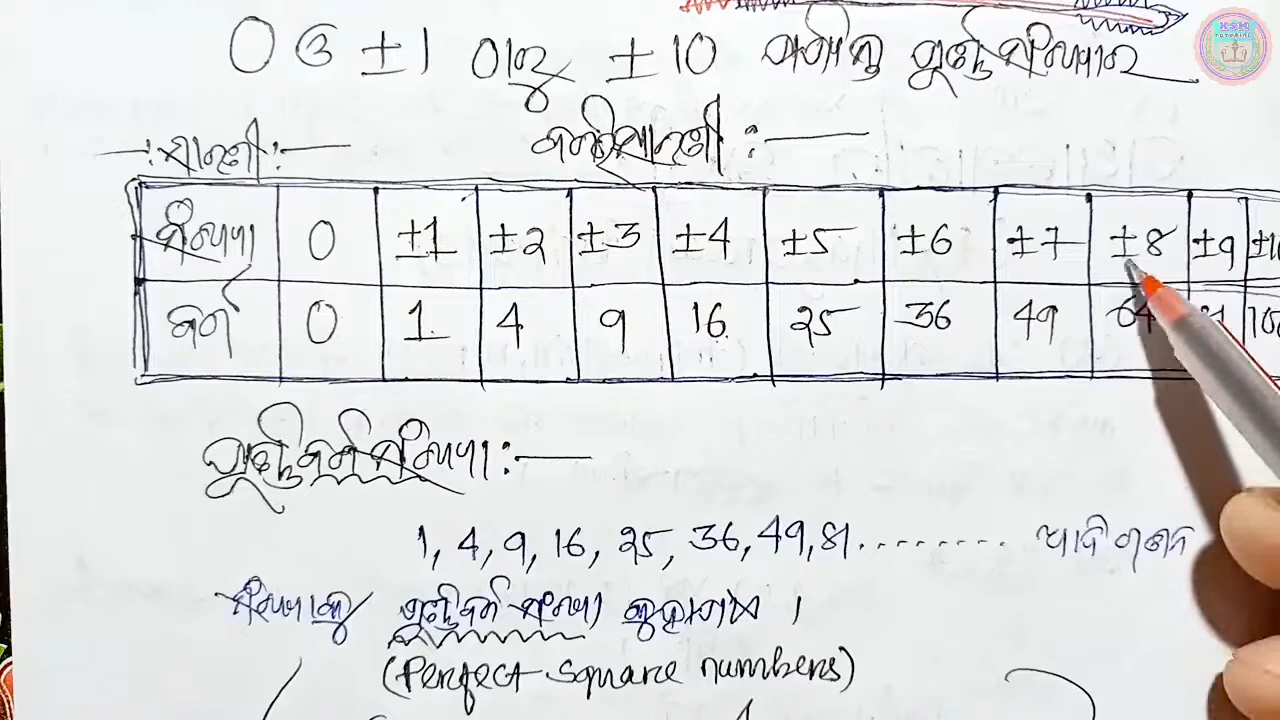 0 ଓ ±1 ଠାରୁ ±10 ପର୍ଯ୍ୟନ୍ତ ପୂର୍ଣ୍ଣସଂଖ୍ୟାର
ବର୍ଗସାରଣୀ :—
—: ସାରଣୀ :—
ସଂଖ୍ୟା 0 ±1 ±2 ±3 ±4 ±5 ±6 ±7 ±8 ±9 ±10
ବର୍ଗ 0 1 4 9 16 25 36 49 64
ପୂର୍ଣ୍ଣବର୍ଗ ସଂଖ୍ୟା :—
1, 4, 9, 16, 25, 36, 49, 81 ........ ଆଦି
ସଂଖ୍ୟାକୁ ପୂର୍ଣ୍ଣବର୍ଗ ସଂଖ୍ୟା କୁହାଯାଏ ।
(Perfect-square numbers)